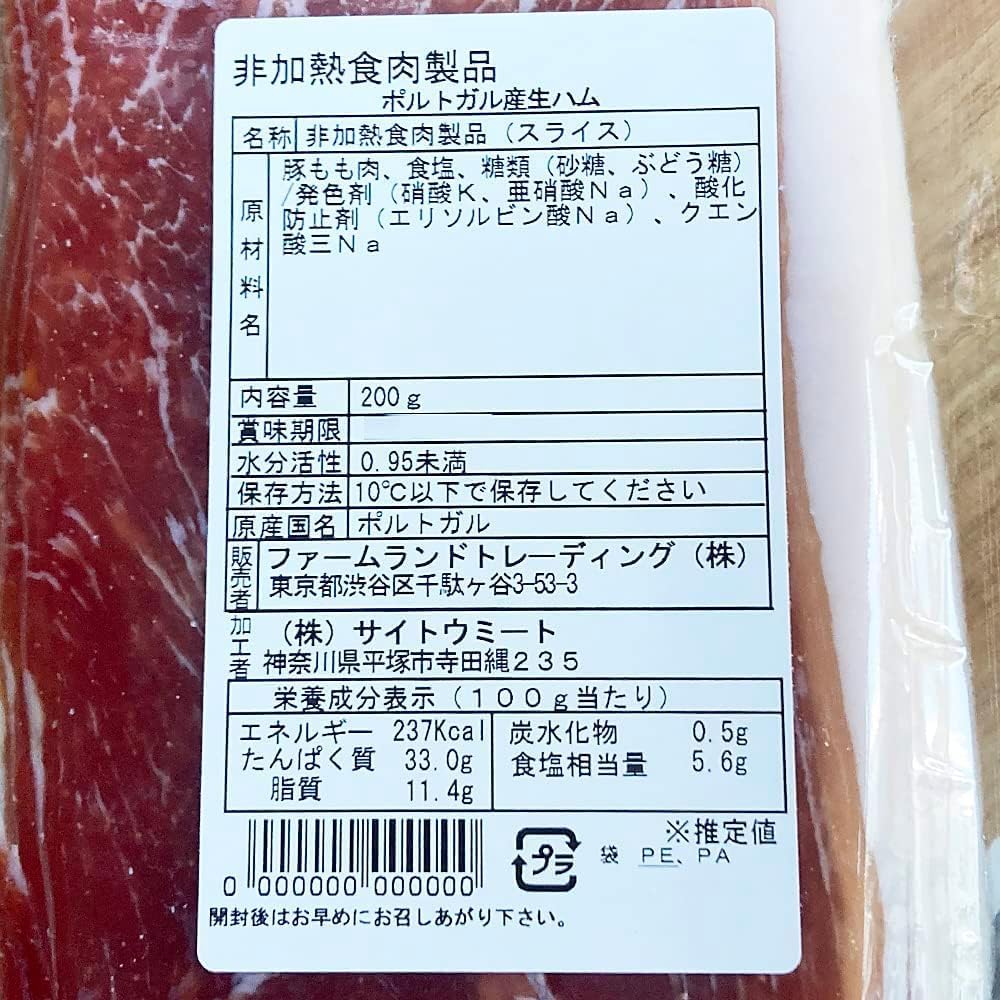 非加熱食肉製品
ポルトガル産生ハム
名称 非加熱食肉製品（スライス）
原材料名 豚もも肉、食塩、糖類（砂糖、ぶどう糖）
/発色剤（硝酸K、亜硝酸Na）、酸化
防止剤（エリソルビン酸Na）、クエン
酸三Na
内容量 200g
賞味期限
水分活性 0.95未満
保存方法 10℃以下で保存してください
原産国名 ポルトガル
販売者 ファームランドトレーディング（株）
東京都渋谷区千駄ヶ谷3-53-3
加工者 （株）サイトウミート
神奈川県平塚市寺田縄２３５
栄養成分表示（１００ｇ当たり）
エネルギー 237Kcal 炭水化物 0.5g
たんぱく質 33.0g 食塩相当量 5.6g
脂質 11.4g
※推定値
プラ 袋 PE、PA
0 000000 000000
開封後はお早めにお召しあがり下さい。